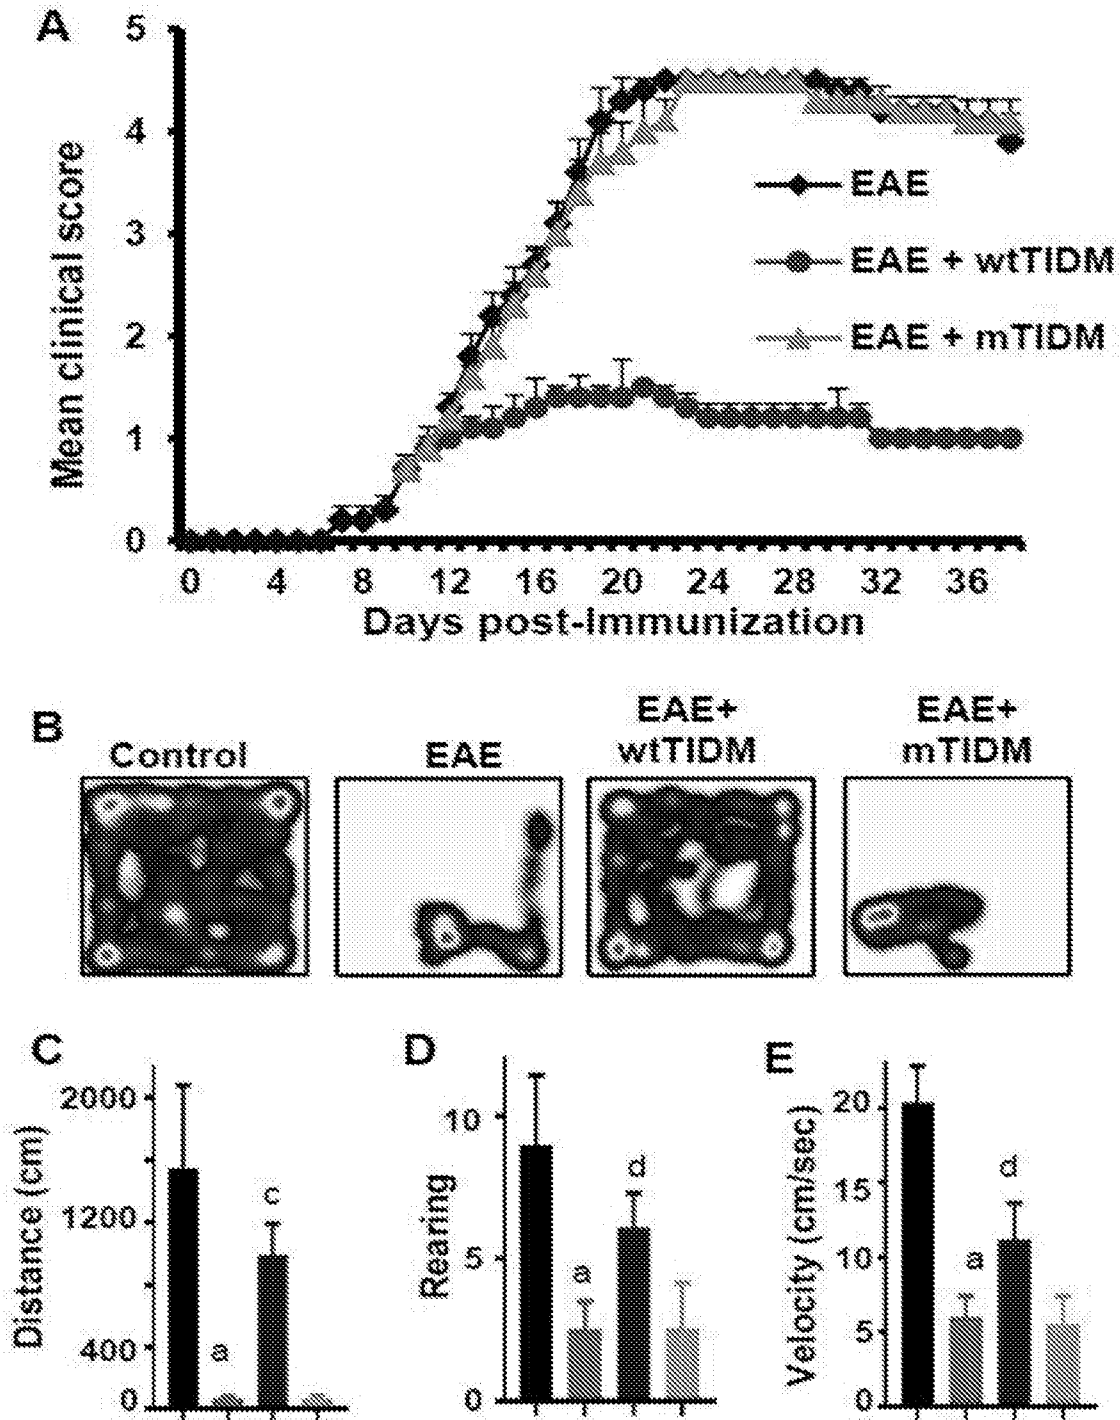 A
5
4
3
2
1
0
Mean clinical score
EAE
EAE + wtTIDM
EAE + mTIDM
0 4 8 12 16 20 24 28 32 36
Days post-Immunization
B
Control
EAE
EAE+
wtTIDM
EAE+
mTIDM
C
2000
1200
400
0
Distance (cm)
a
c
D
10
5
0
Rearing
a
d
E
20
15
10
5
0
Velocity (cm/sec)
a
d